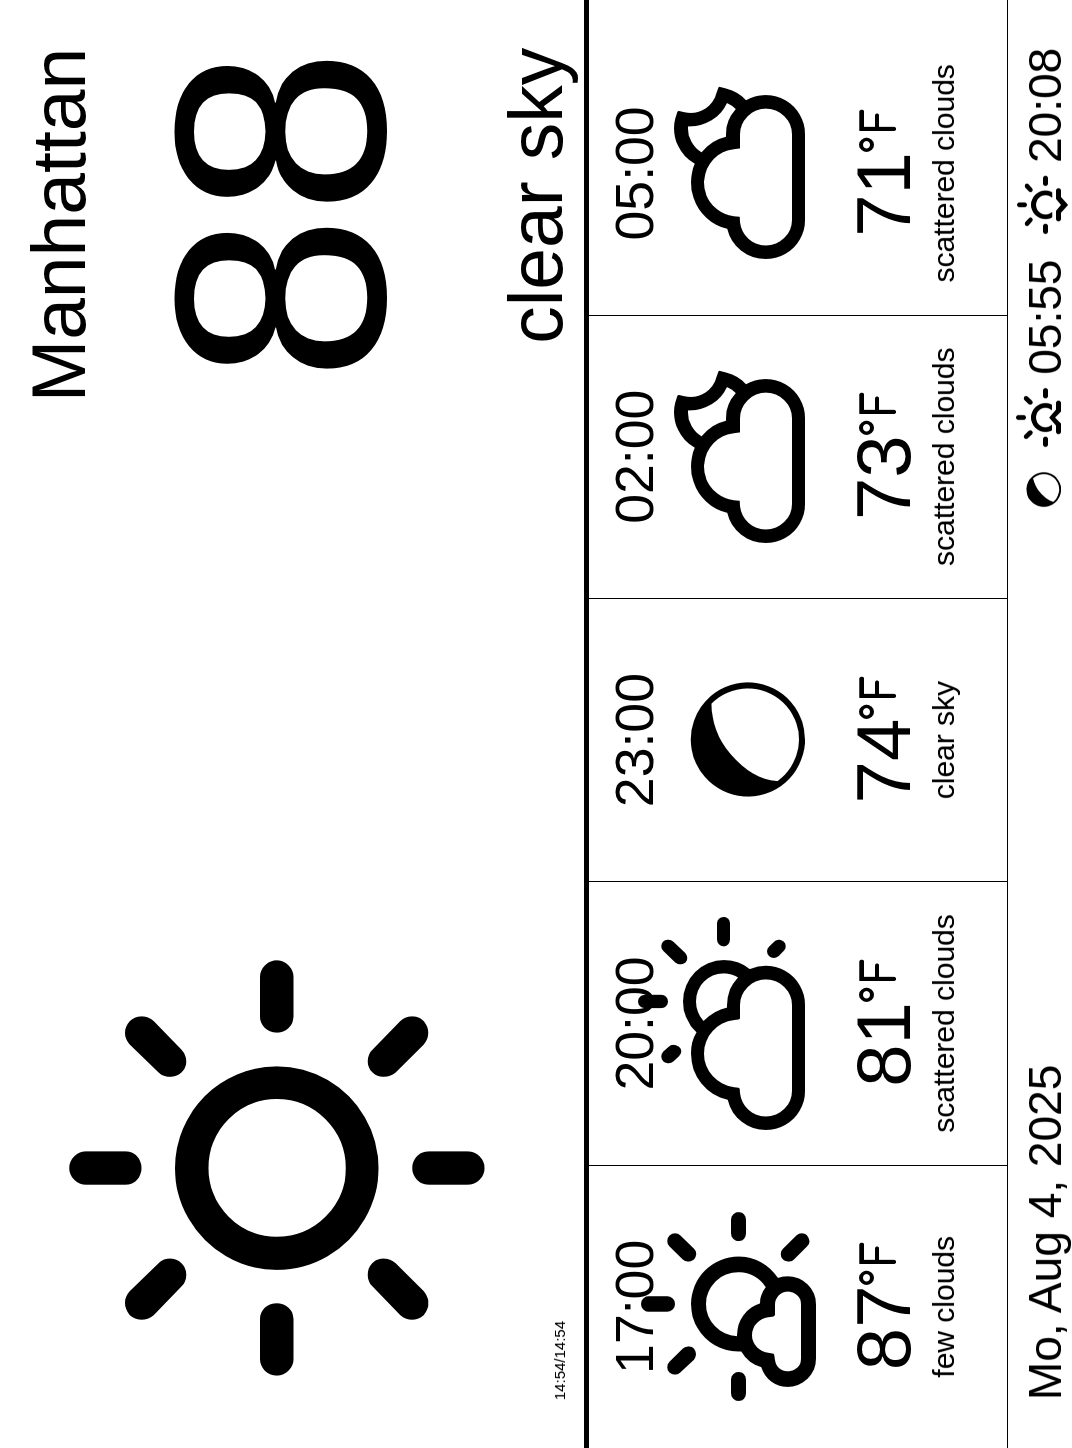 Manhattan
88
clear sky
14:54/14:54
17:00
87°F
few clouds
20:00
81°F
scattered clouds
23:00
74°F
clear sky
02:00
73°F
scattered clouds
05:00
71°F
scattered clouds
Mo, Aug 4, 2025
05:55
20:08